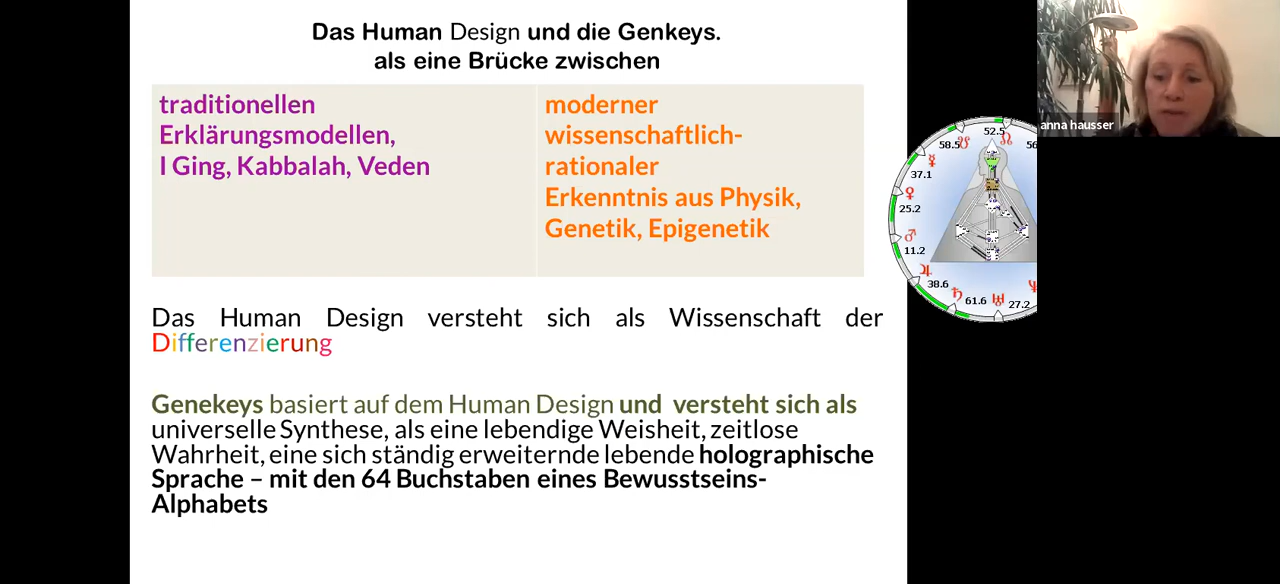 Das Human Design und die Genkeys.
als eine Brücke zwischen
traditionellen
Erklärungsmodellen,
I Ging, Kabbalah, Veden
moderner
wissenschaftlich-
rationaler
Erkenntnis aus Physik,
Genetik, Epigenetik
Das Human Design versteht sich als Wissenschaft der
Differenzierung
Genekeys basiert auf dem Human Design und versteht sich als
universelle Synthese, als eine lebendige Weisheit, zeitlose
Wahrheit, eine sich ständig erweiternde lebende holographische
Sprache – mit den 64 Buchstaben eines Bewusstseins-
Alphabets
anna hausser
52.5
58.5
56
37.1
25.2
11.2
38.6
61.6
27.2